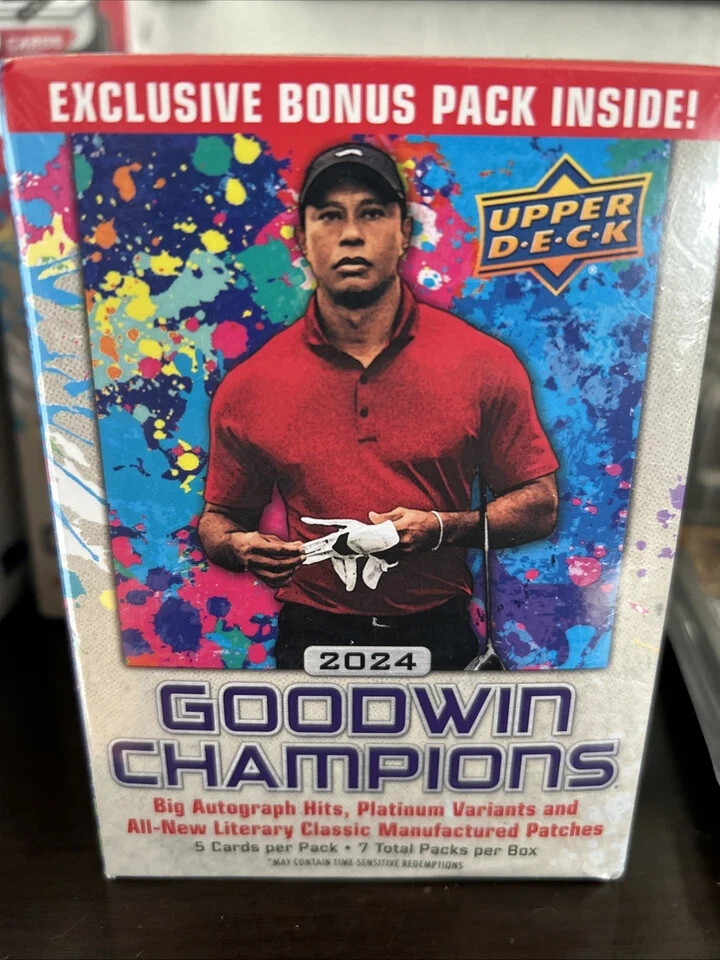 CARDS
EXCLUSIVE BONUS PACK INSIDE!
UPPER
D·E·C·K
®
2024
GOODWIN
CHAMPIONS
Big Autograph Hits, Platinum Variants and
All-New Literary Classic Manufactured Patches
5 Cards per Pack • 7 Total Packs per Box
*MAY CONTAIN TIME-SENSITIVE REDEMPTIONS